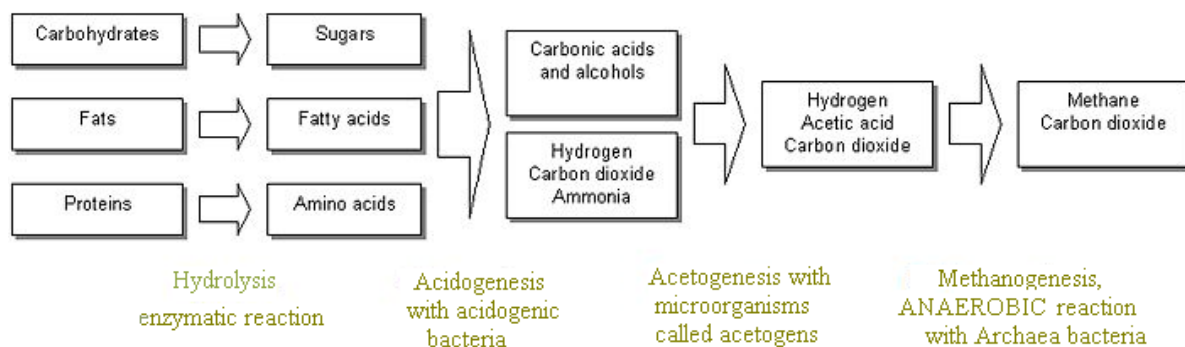 Carbohydrates
Sugars
Fats
Fatty acids
Proteins
Amino acids
Carbonic acids
and alcohols
Hydrogen
Carbon dioxide
Ammonia
Hydrogen
Acetic acid
Carbon dioxide
Methane
Carbon dioxide
Hydrolysis
enzymatic reaction
Acidogenesis
with acidogenic
bacteria
Acetogenesis with
microorganisms
called acetogens
Methanogenesis,
ANAEROBIC reaction
with Archaea bacteria